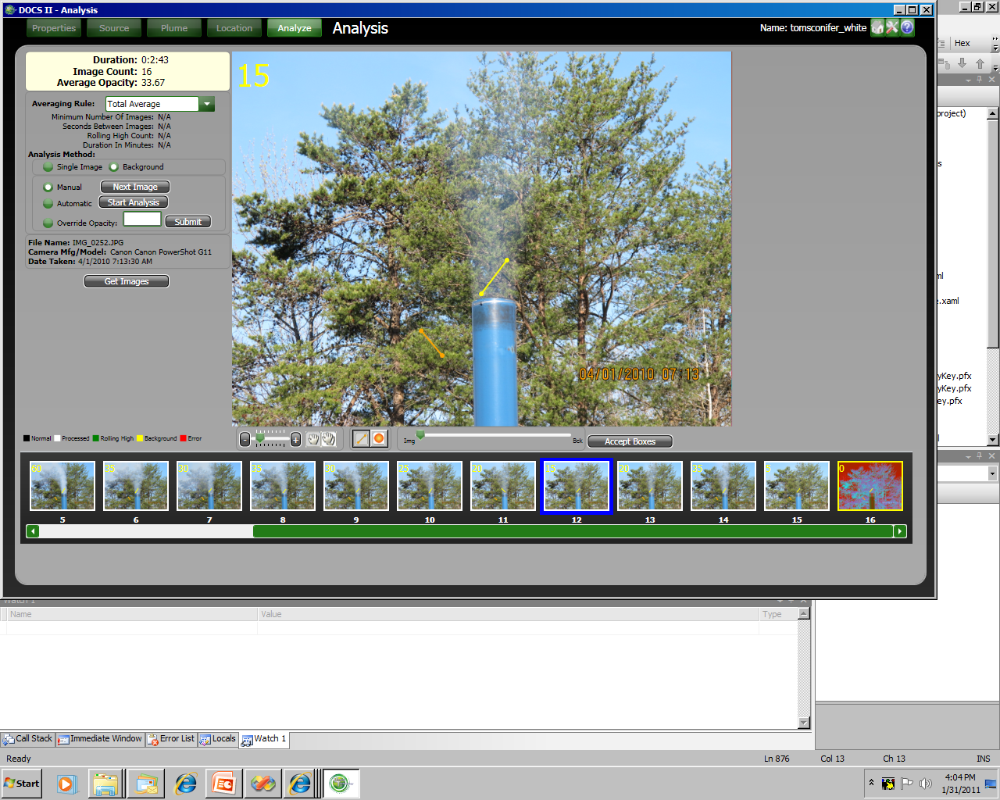 DOCS II - Analysis
Properties
Source
Plume
Location
Analyze
Analysis
Name: tomsconifer_white
Hex
Duration: 0:2:43
Image Count: 16
Average Opacity: 33.67
Averaging Rule: Total Average
Minimum Number Of Images: N/A
Seconds Between Images: N/A
Rolling High Count: N/A
Duration In Minutes: N/A
Analysis Method:
Single Image Background
Manual Next Image
Automatic Start Analysis
Override Opacity: Submit
File Name: IMG_0252.JPG
Camera Mfg/Model: Canon Canon PowerShot G11
Date Taken: 4/1/2010 7:13:30 AM
Get Images
15
04/01/2010 07:13
project)
s
ml
e.xaml
yKey.pfx
yKey.pfx
ey.pfx
l
Normal Processed Rolling High Background Error
- +
Img Bck
Accept Boxes
60 35 30 35 30 25 20 15 20 35 5 0
5 6 7 8 9 10 11 12 13 14 15 16
Watch 1
Name Value Type
Call Stack Immediate Window Error List Locals Watch 1
Ready Ln 876 Col 13 Ch 13 INS
Start
4:04 PM
1/31/2011